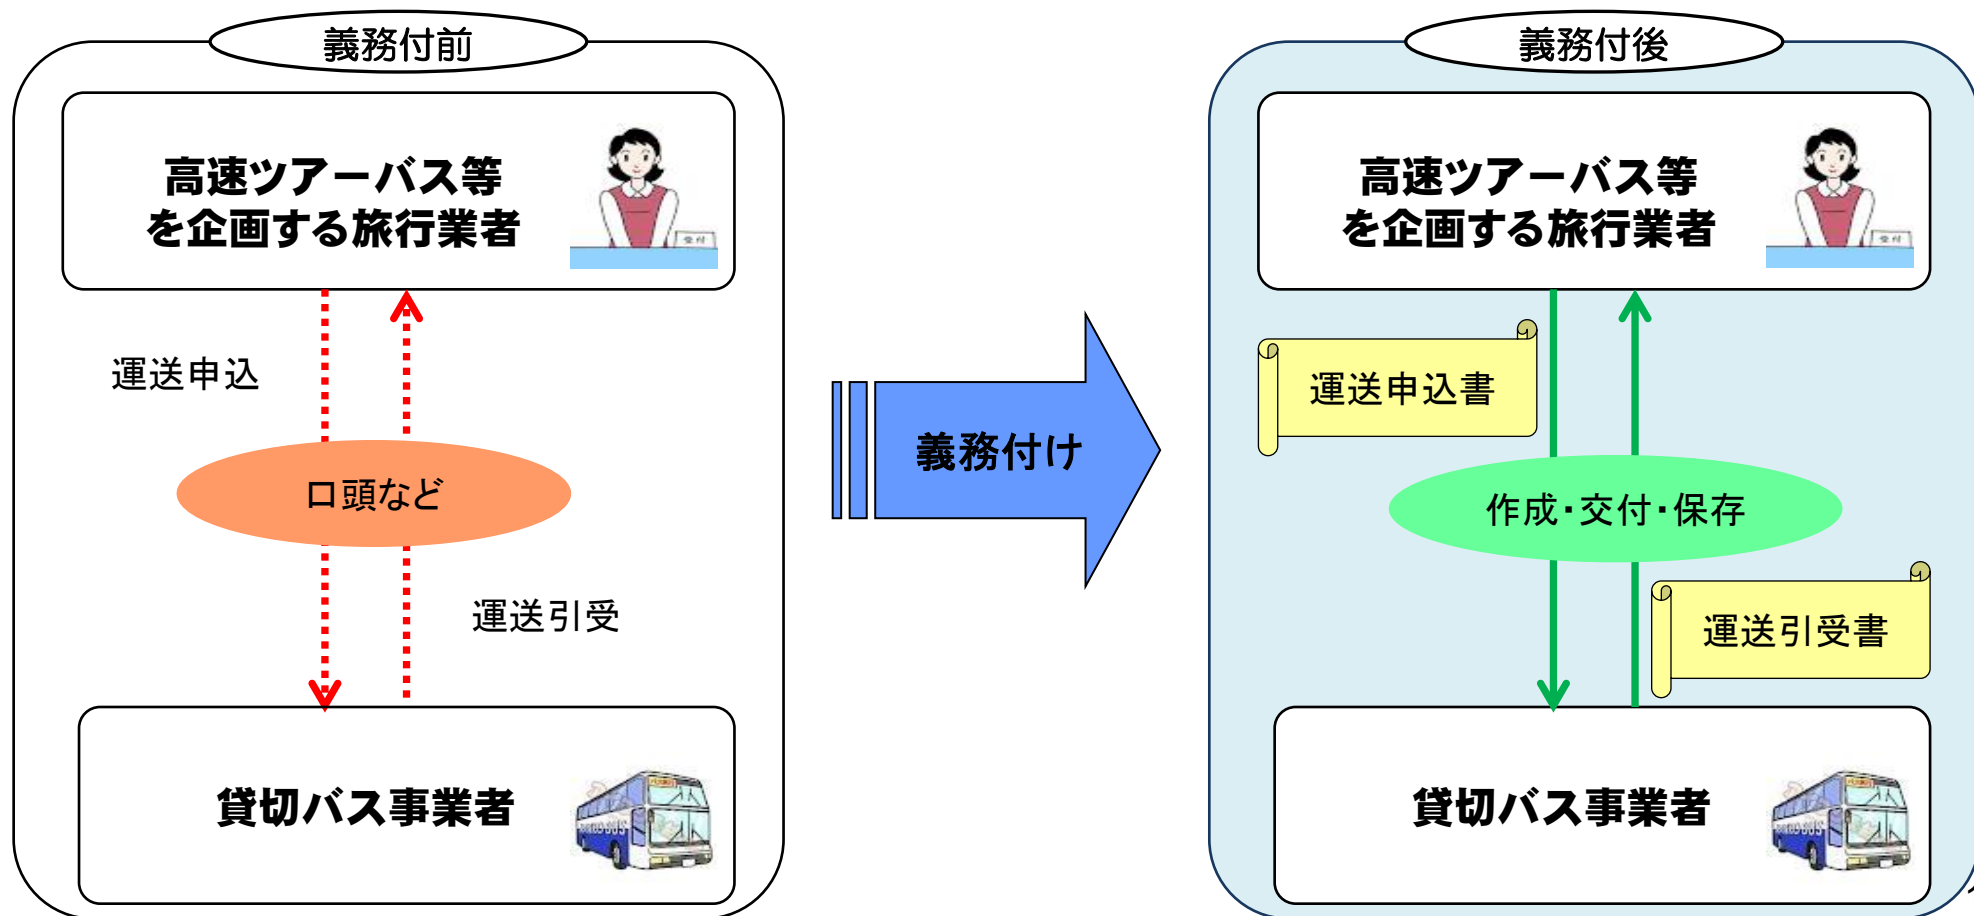 義務付前
高速ツアーバス等
を企画する旅行業者
受付
運送申込
口頭など
運送引受
貸切バス事業者
義務付け
義務付後
高速ツアーバス等
を企画する旅行業者
受付
運送申込書
作成・交付・保存
運送引受書
貸切バス事業者